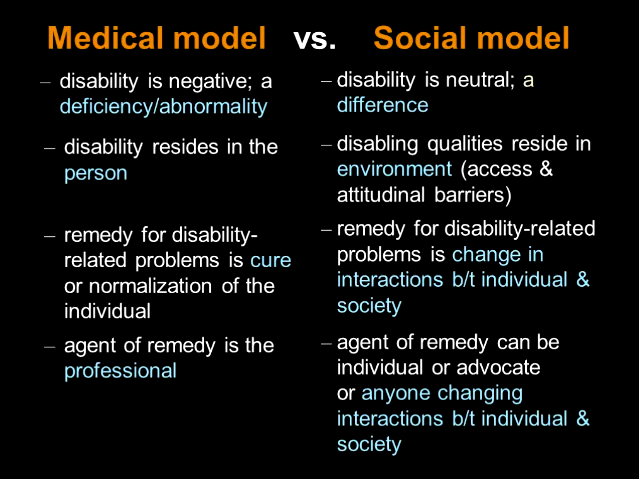 Medical model vs. Social model
– disability is negative; a
deficiency/abnormality
– disability resides in the
person
– remedy for disability-
related problems is cure
or normalization of the
individual
– agent of remedy is the
professional
– disability is neutral; a
difference
– disabling qualities reside in
environment (access &
attitudinal barriers)
– remedy for disability-related
problems is change in
interactions b/t individual &
society
– agent of remedy can be
individual or advocate
or anyone changing
interactions b/t individual &
society